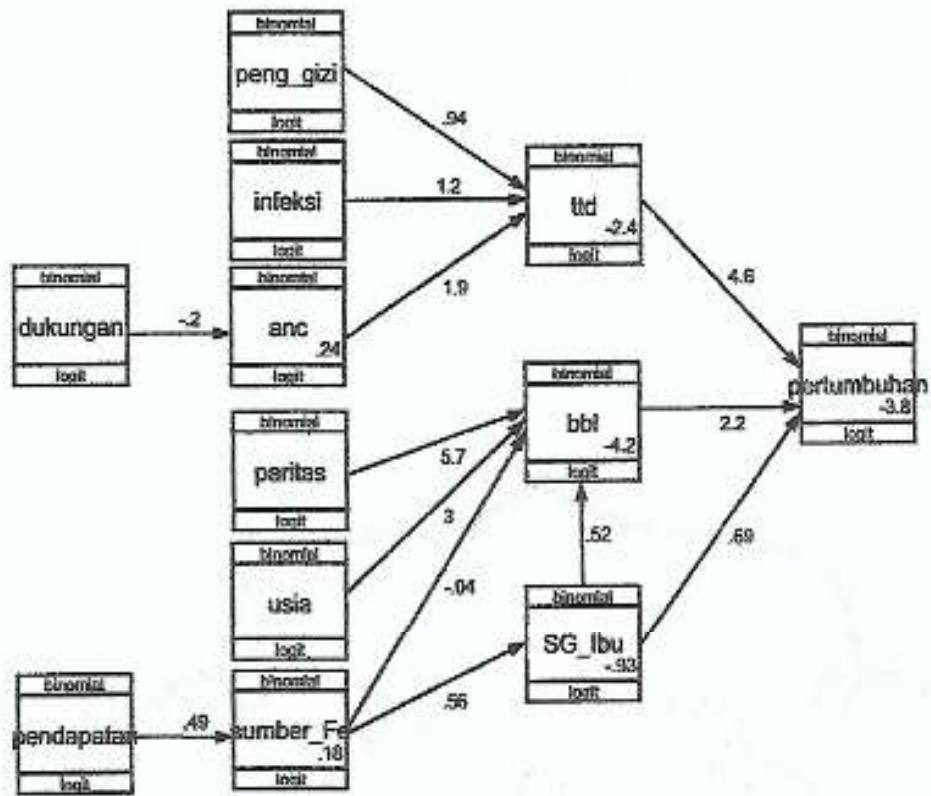 binomial
peng_gizi
logit
.94
binomial
infeksi
logit
1.2
binomial
ttd
-2.4
logit
binomial
dukungan
logit
-.2
binomial
anc
.24
logit
1.9
4.6
binomial
pertumbuhan
-3.8
logit
binomial
paritas
logit
5.7
binomial
bbl
-4.2
logit
2.2
binomial
usia
logit
3
-.04
.52
.69
binomial
SG_Ibu
-.93
logit
binomial
pendapatan
logit
.49
binomial
sumber_Fe
.18
logit
.56